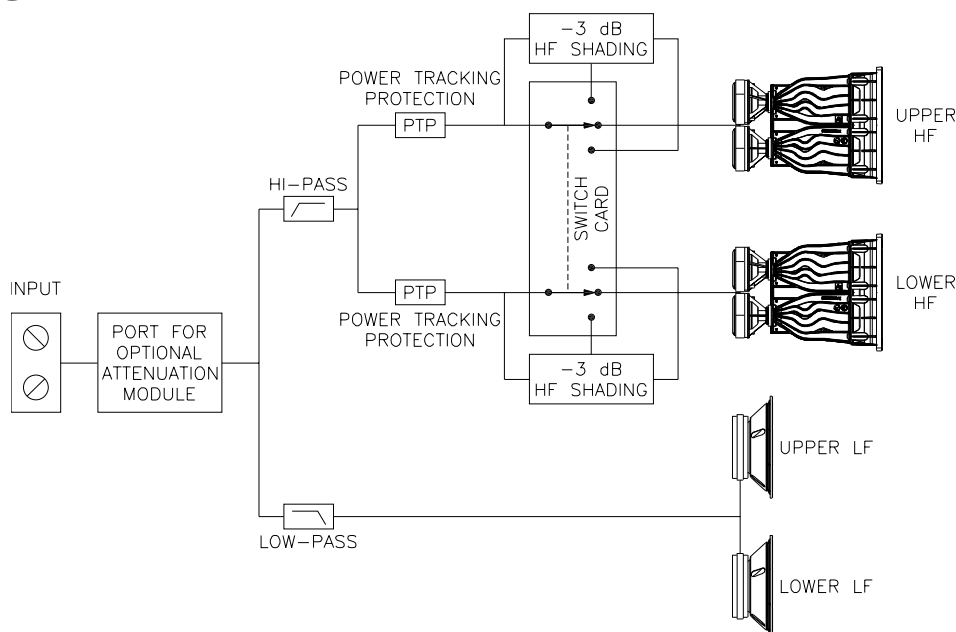 −3 dB
HF SHADING
POWER TRACKING
PROTECTION
PTP
UPPER
HF
HI−PASS
SWITCH
CARD
INPUT
PORT FOR
OPTIONAL
ATTENUATION
MODULE
PTP
POWER TRACKING
PROTECTION
LOWER
HF
−3 dB
HF SHADING
UPPER LF
LOW−PASS
LOWER LF